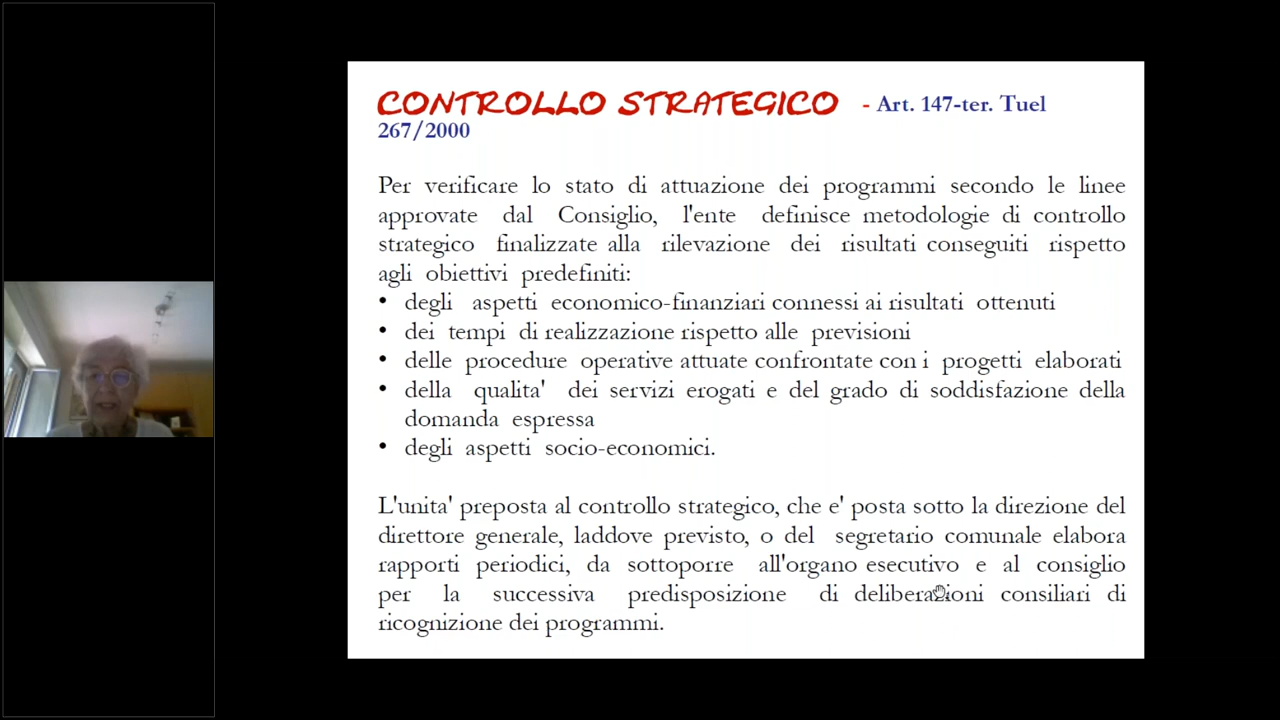 CONTROLLO STRATEGICO - Art. 147-ter. Tuel
267/2000
Per verificare lo stato di attuazione dei programmi secondo le linee
approvate dal Consiglio, l'ente definisce metodologie di controllo
strategico finalizzate alla rilevazione dei risultati conseguiti rispetto
agli obiettivi predefiniti:
• degli aspetti economico-finanziari connessi ai risultati ottenuti
• dei tempi di realizzazione rispetto alle previsioni
• delle procedure operative attuate confrontate con i progetti elaborati
• della qualita' dei servizi erogati e del grado di soddisfazione della
domanda espressa
• degli aspetti socio-economici.
L'unita' preposta al controllo strategico, che e' posta sotto la direzione del
direttore generale, laddove previsto, o del segretario comunale elabora
rapporti periodici, da sottoporre all'organo esecutivo e al consiglio
per la successiva predisposizione di deliberazioni consiliari di
ricognizione dei programmi.